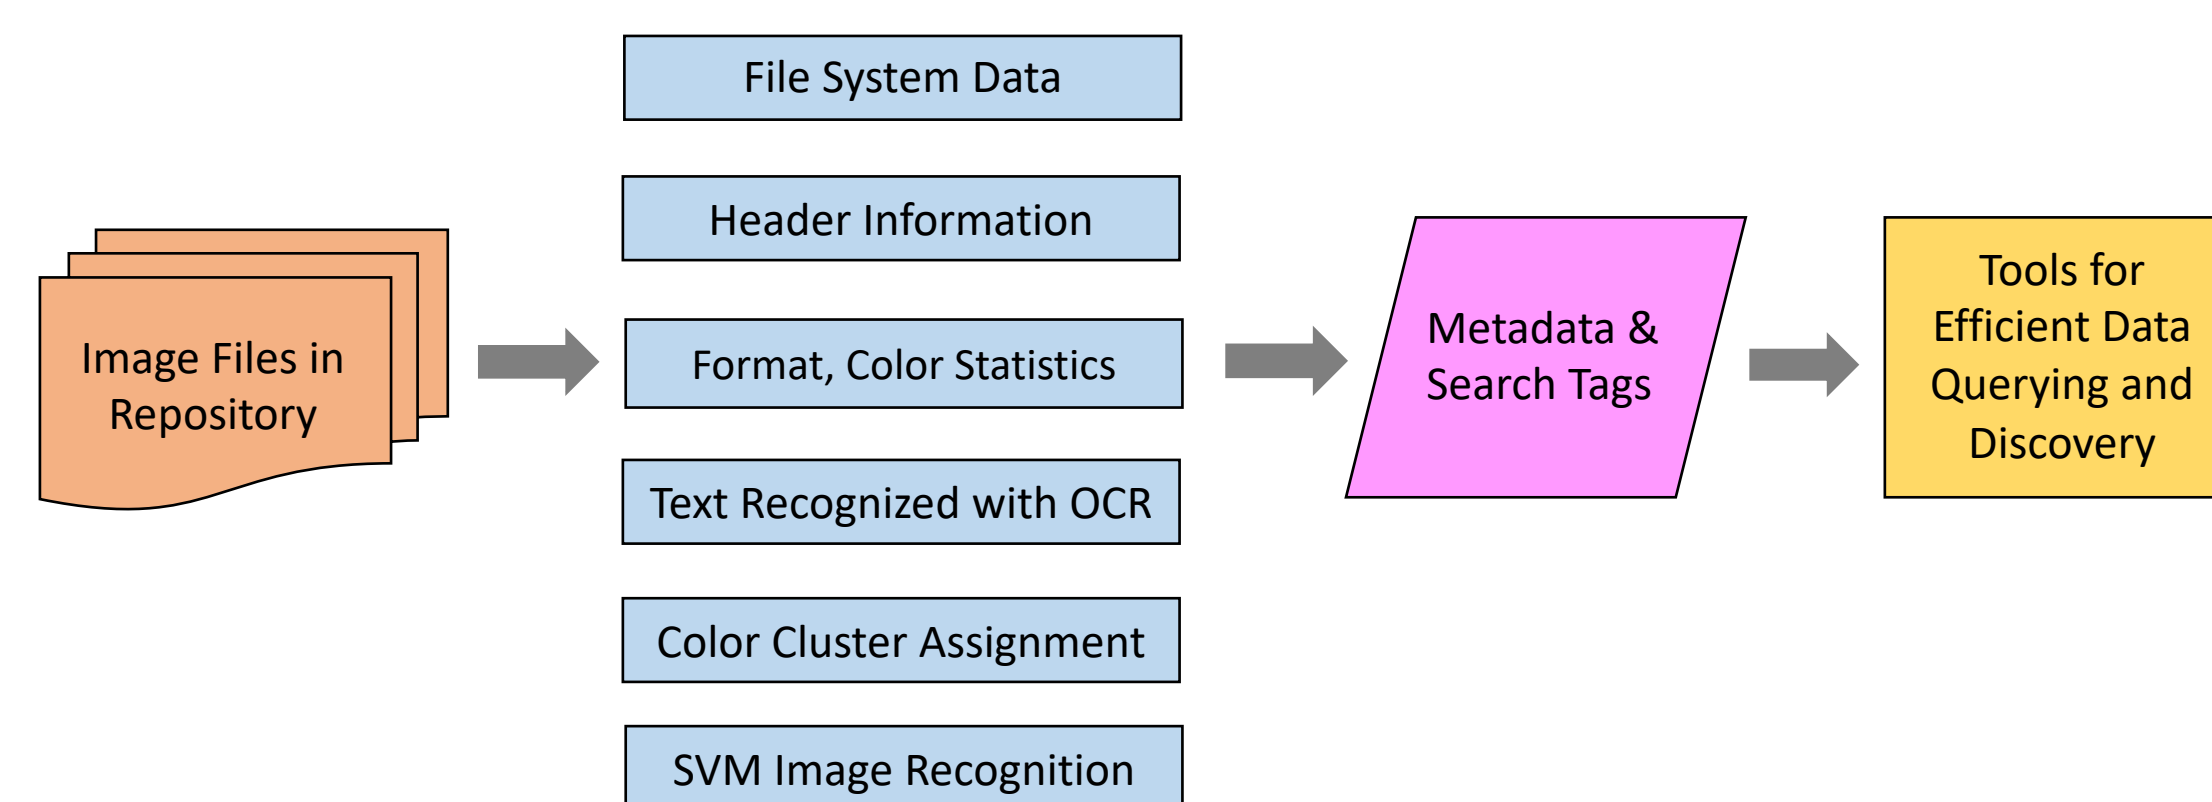 Image Files in
Repository
File System Data
Header Information
Format, Color Statistics
Text Recognized with OCR
Color Cluster Assignment
SVM Image Recognition
Metadata &
Search Tags
Tools for
Efficient Data
Querying and
Discovery